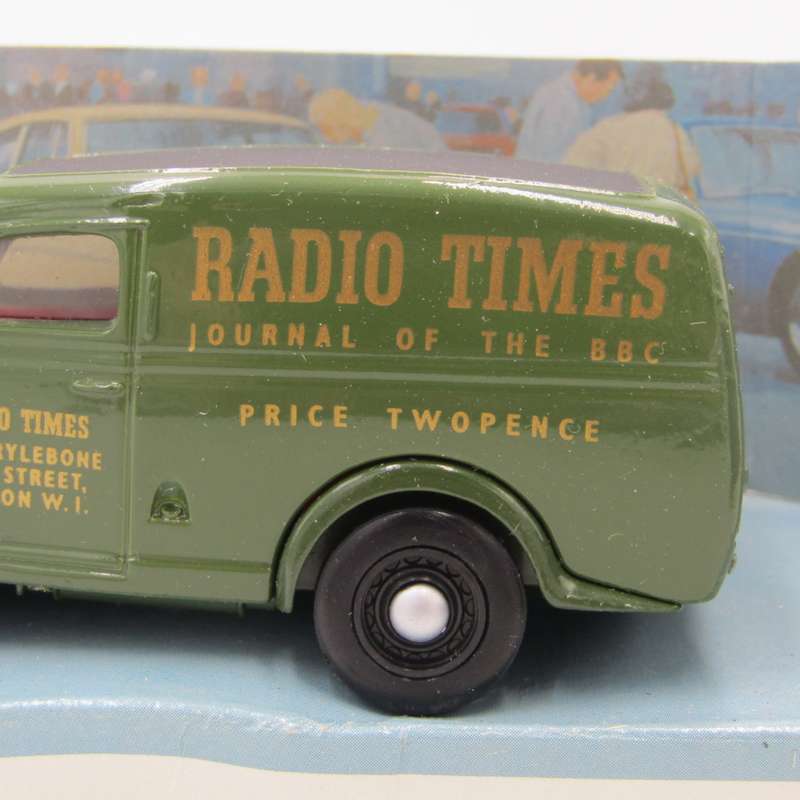 RADIO TIMES
JOURNAL OF THE BBC
PRICE TWOPENCE
O TIMES
RYLEBONE
STREET,
ON W.I.